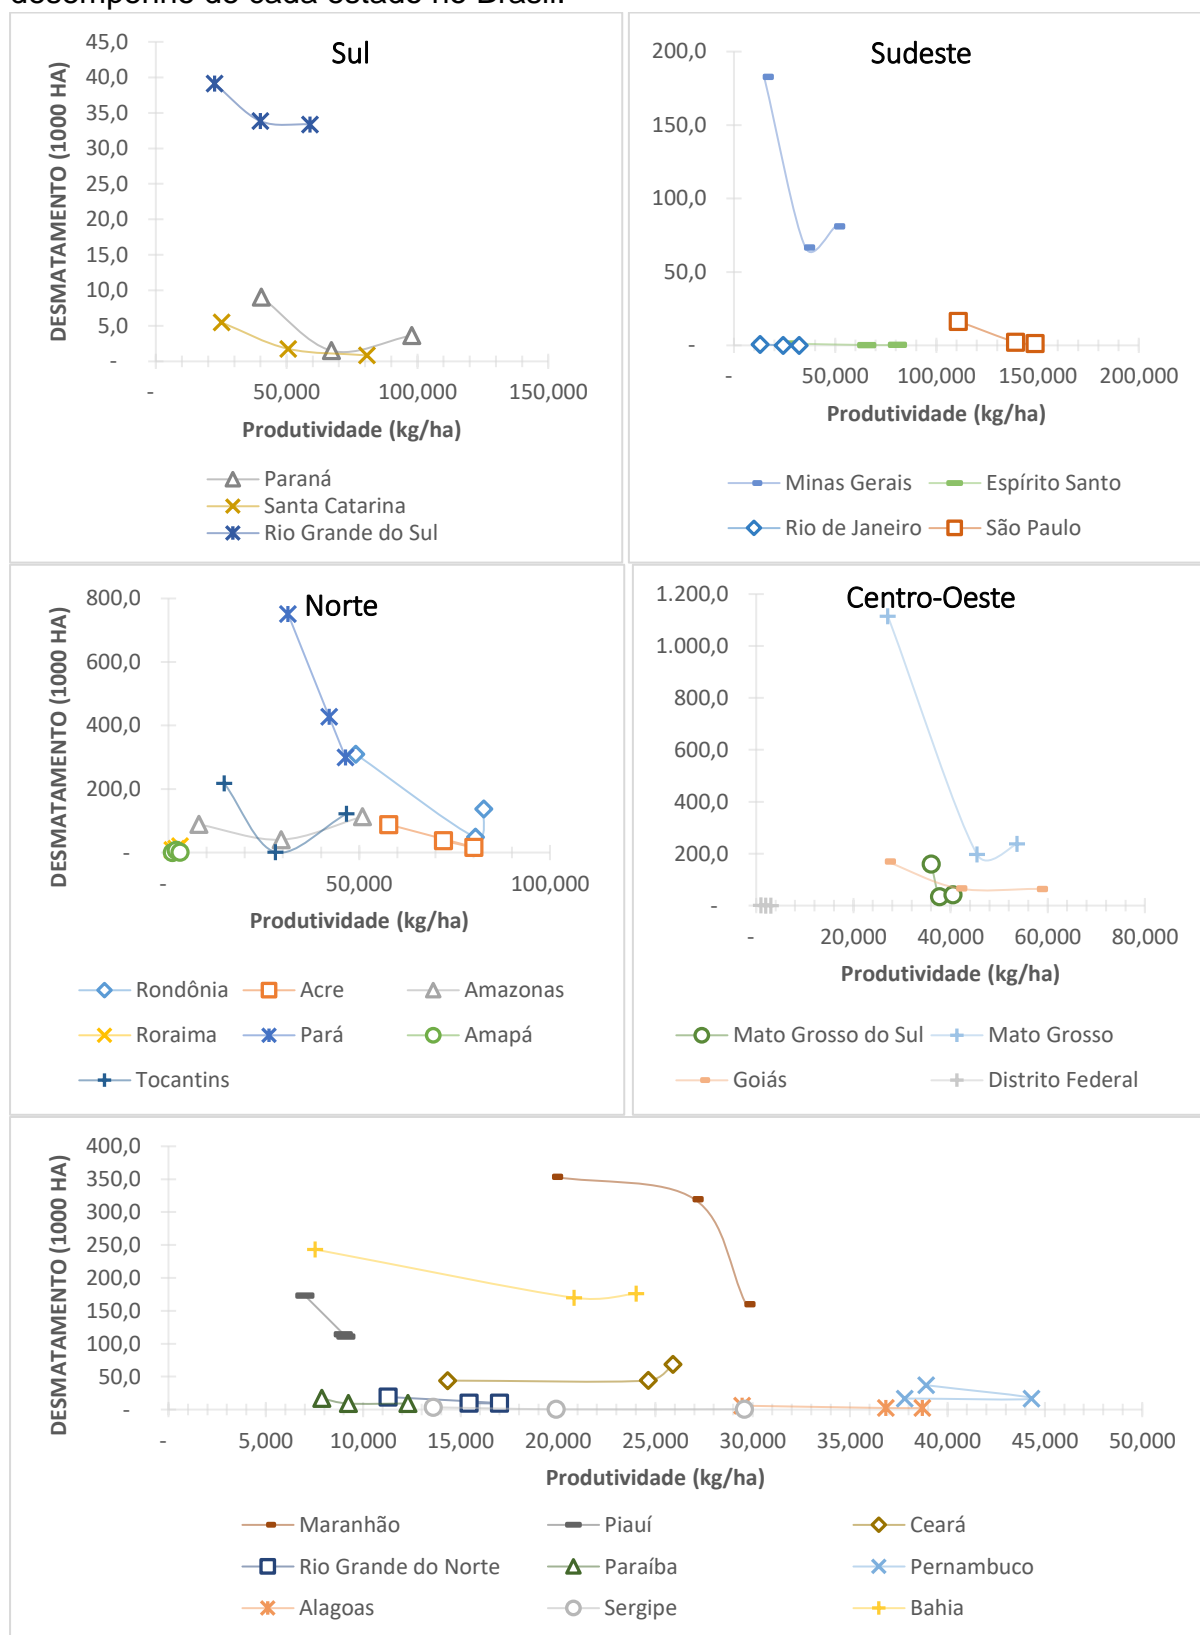 desempenho de cada estado no Brasil.
Sul
DESMATAMENTO (1000 HA)
45,0
40,0
35,0
30,0
25,0
20,0
15,0
10,0
5,0
-
- 50,000 100,000 150,000
Produtividade (kg/ha)
Paraná
Santa Catarina
Rio Grande do Sul
Sudeste
200,0
150,0
100,0
50,0
-
- 50,000 100,000 150,000 200,000
Produtividade (kg/ha)
Minas Gerais Espírito Santo
Rio de Janeiro São Paulo
Norte
DESMATAMENTO (1000 HA)
800,0
600,0
400,0
200,0
-
- 50,000 100,000
Produtividade (kg/ha)
Rondônia Acre Amazonas
Roraima Pará Amapá
Tocantins
Centro-Oeste
1.200,0
1.000,0
800,0
600,0
400,0
200,0
-
- 20,000 40,000 60,000 80,000
Produtividade (kg/ha)
Mato Grosso do Sul Mato Grosso
Goiás Distrito Federal
DESMATAMENTO (1000 HA)
400,0
350,0
300,0
250,0
200,0
150,0
100,0
50,0
-
- 5,000 10,000 15,000 20,000 25,000 30,000 35,000 40,000 45,000 50,000
Produtividade (kg/ha)
Maranhão Piauí Ceará
Rio Grande do Norte Paraíba Pernambuco
Alagoas Sergipe Bahia